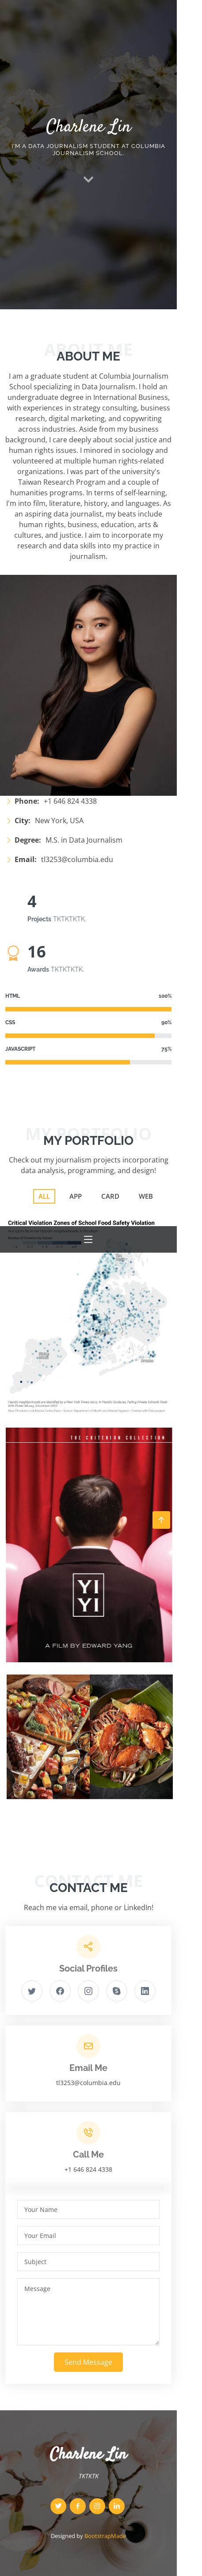 Charlene Lin
I'M A DATA JOURNALISM STUDENT AT COLUMBIA
JOURNALISM SCHOOL.
ABOUT ME
ABOUT ME
I am a graduate student at Columbia Journalism
School specializing in Data Journalism. I hold an
undergraduate degree in International Business,
with experiences in strategy consulting, business
research, digital marketing, and copywriting
across industries. Aside from my business
background, I care deeply about social justice and
human rights issues. I minored in sociology and
volunteered at multiple human rights-related
organizations. I was part of the university's
Taiwan Research Program and a couple of
humanities programs. In terms of self-learning,
I'm into film, literature, history, and languages. As
an aspiring data journalist, my beats include
human rights, business, education, arts &
cultures, and justice. I aim to incorporate my
research and data skills into my practice in
journalism.
Phone: +1 646 824 4338
City: New York, USA
Degree: M.S. in Data Journalism
Email: tl3253@columbia.edu
4
Projects TKTKTKTK.
16
Awards TKTKTKTK.
HTML 100%
CSS 90%
JAVASCRIPT 75%
MY PORTFOLIO
MY PORTFOLIO
Check out my journalism projects incorporating
data analysis, programming, and design!
ALL APP CARD WEB
Critical Violation Zones of School Food Safety Violation
THE CRITERION COLLECTION
YI
YI
A FILM BY EDWARD YANG
CONTACT ME
CONTACT ME
Reach me via email, phone or LinkedIn!
Social Profiles
Email Me
tl3253@columbia.edu
Call Me
+1 646 824 4338
Your Name
Your Email
Subject
Message
Send Message
Charlene Lin
TKTKTK
Designed by BootstrapMade